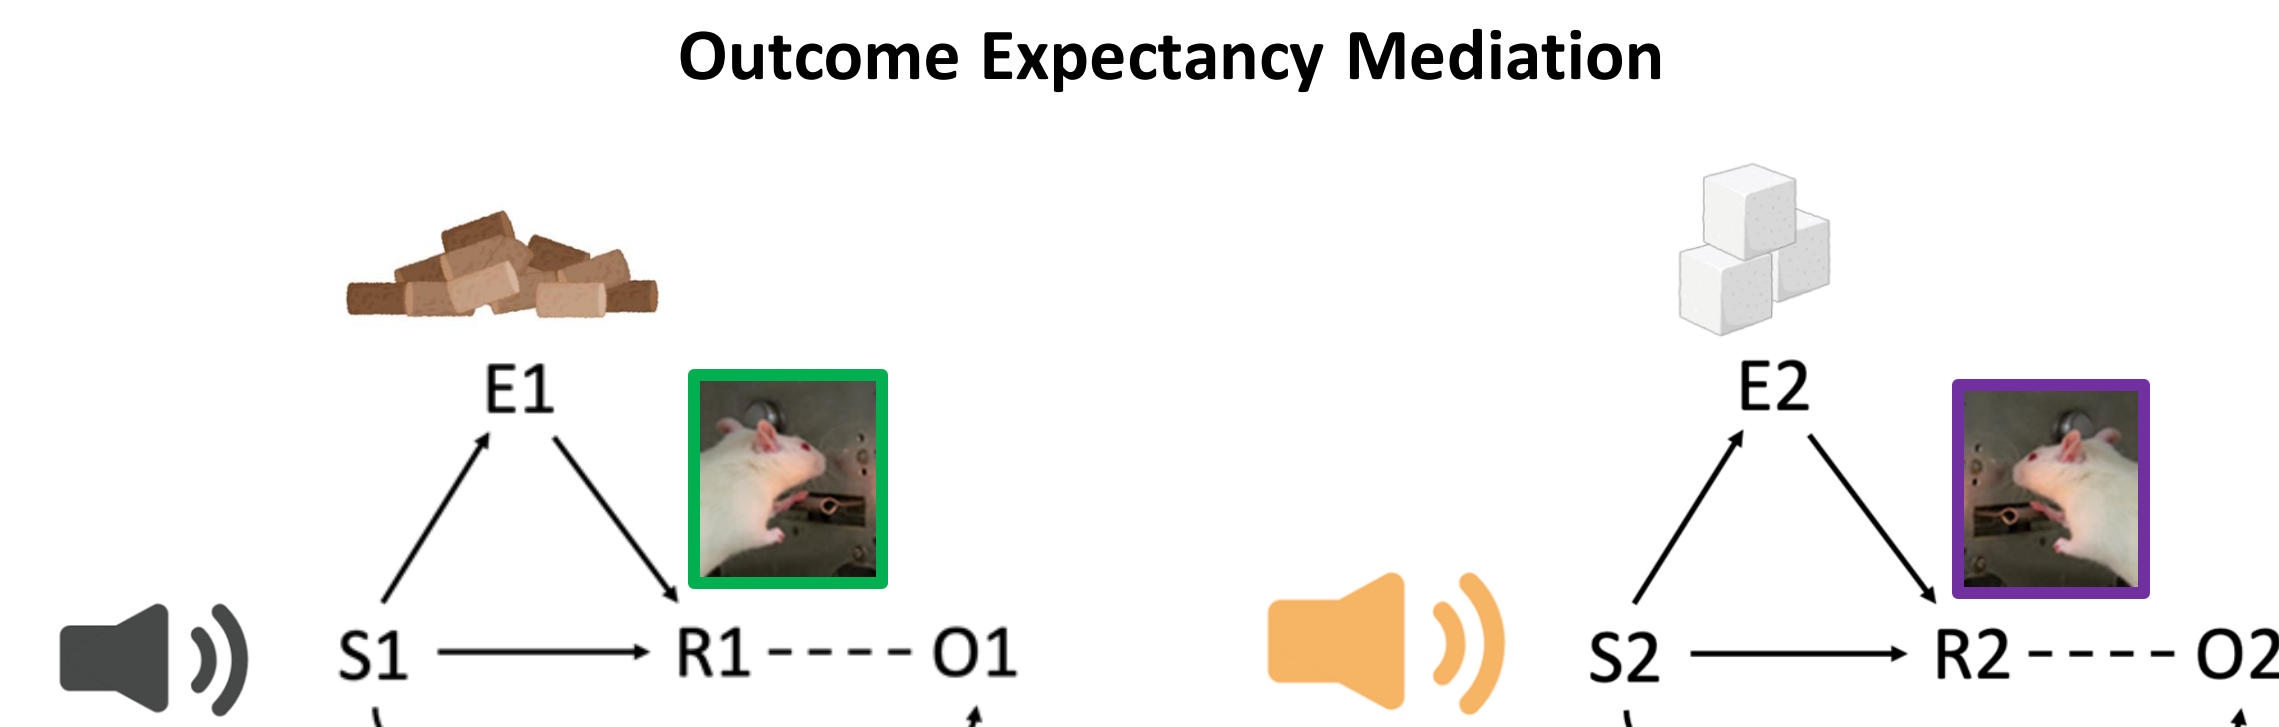 Outcome Expectancy Mediation
E1
E2
S1 R1 O1
S2 R2 O2